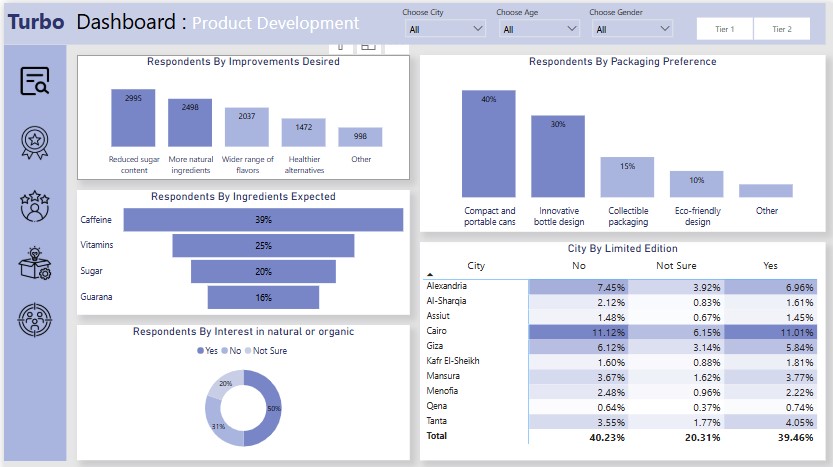 Turbo Dashboard : Product Development
Choose City
All
Choose Age
All
Choose Gender
All
Tier 1
Tier 2
Respondents By Improvements Desired
2995
2498
2037
1472
998
Reduced sugar content
More natural ingredients
Wider range of flavors
Healthier alternatives
Other
Respondents By Ingredients Expected
Caffeine 39%
Vitamins 25%
Sugar 20%
Guarana 16%
Respondents By Interest in natural or organic
Yes No Not Sure
20%
50%
31%
Respondents By Packaging Preference
40%
30%
15%
10%
Compact and portable cans
Innovative bottle design
Collectible packaging
Eco-friendly design
Other
City By Limited Edition
City No Not Sure Yes
Alexandria 7.45% 3.92% 6.96%
Al-Sharqia 2.12% 0.83% 1.61%
Assiut 1.48% 0.67% 1.45%
Cairo 11.12% 6.15% 11.01%
Giza 6.12% 3.14% 5.84%
Kafr El-Sheikh 1.60% 0.88% 1.81%
Mansura 3.67% 1.62% 3.77%
Menofia 2.48% 0.96% 2.22%
Qena 0.64% 0.37% 0.74%
Tanta 3.55% 1.77% 4.05%
Total 40.23% 20.31% 39.46%